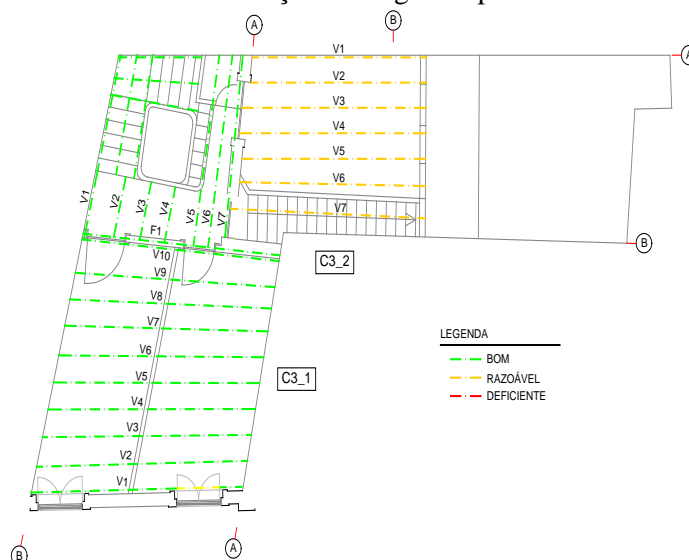 A
B
V1
A
V2
V3
V4
V5
V6
V7
V1
V2
V3
V4
V5
V6
V7
F1
B
V10
V9
V8
V7
V6
V5
V4
V3
V2
V1
C3_2
C3_1
LEGENDA
BOM
RAZOÁVEL
DEFICIENTE
B
A